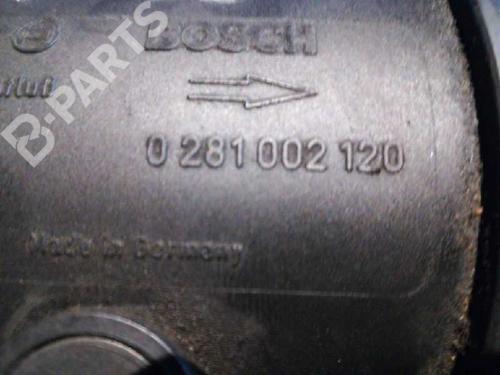 BOSCH
0 281 002 120
Made in Germany
B-PARTS